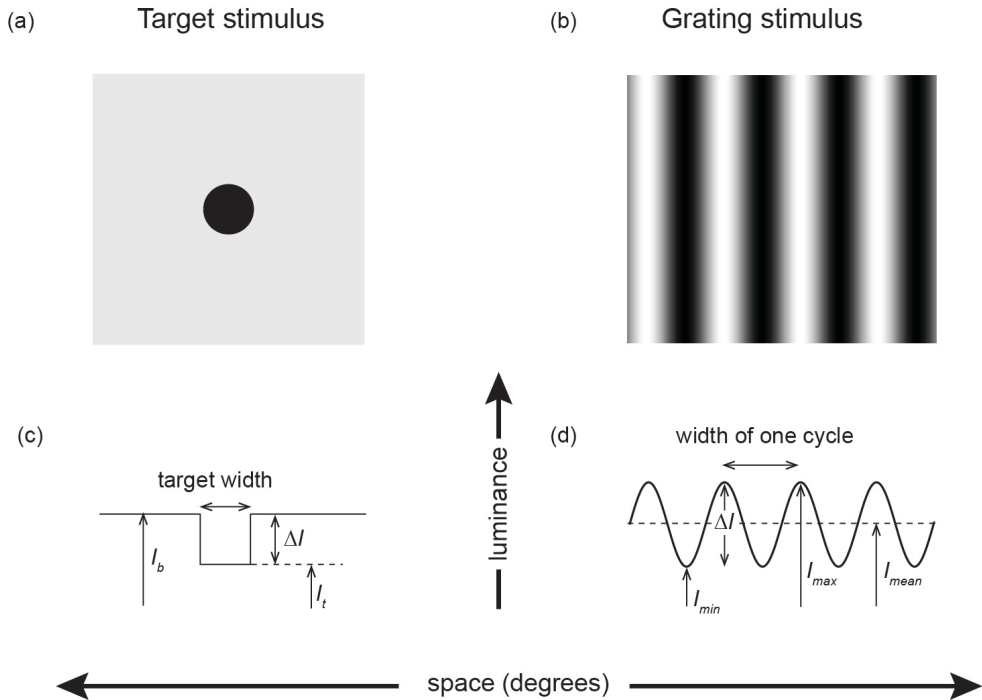 (a)
Target stimulus
(b)
Grating stimulus
(c)
target width
ΔI
I_b
I_t
luminance
(d)
width of one cycle
ΔI
I_min
I_max
I_mean
space (degrees)